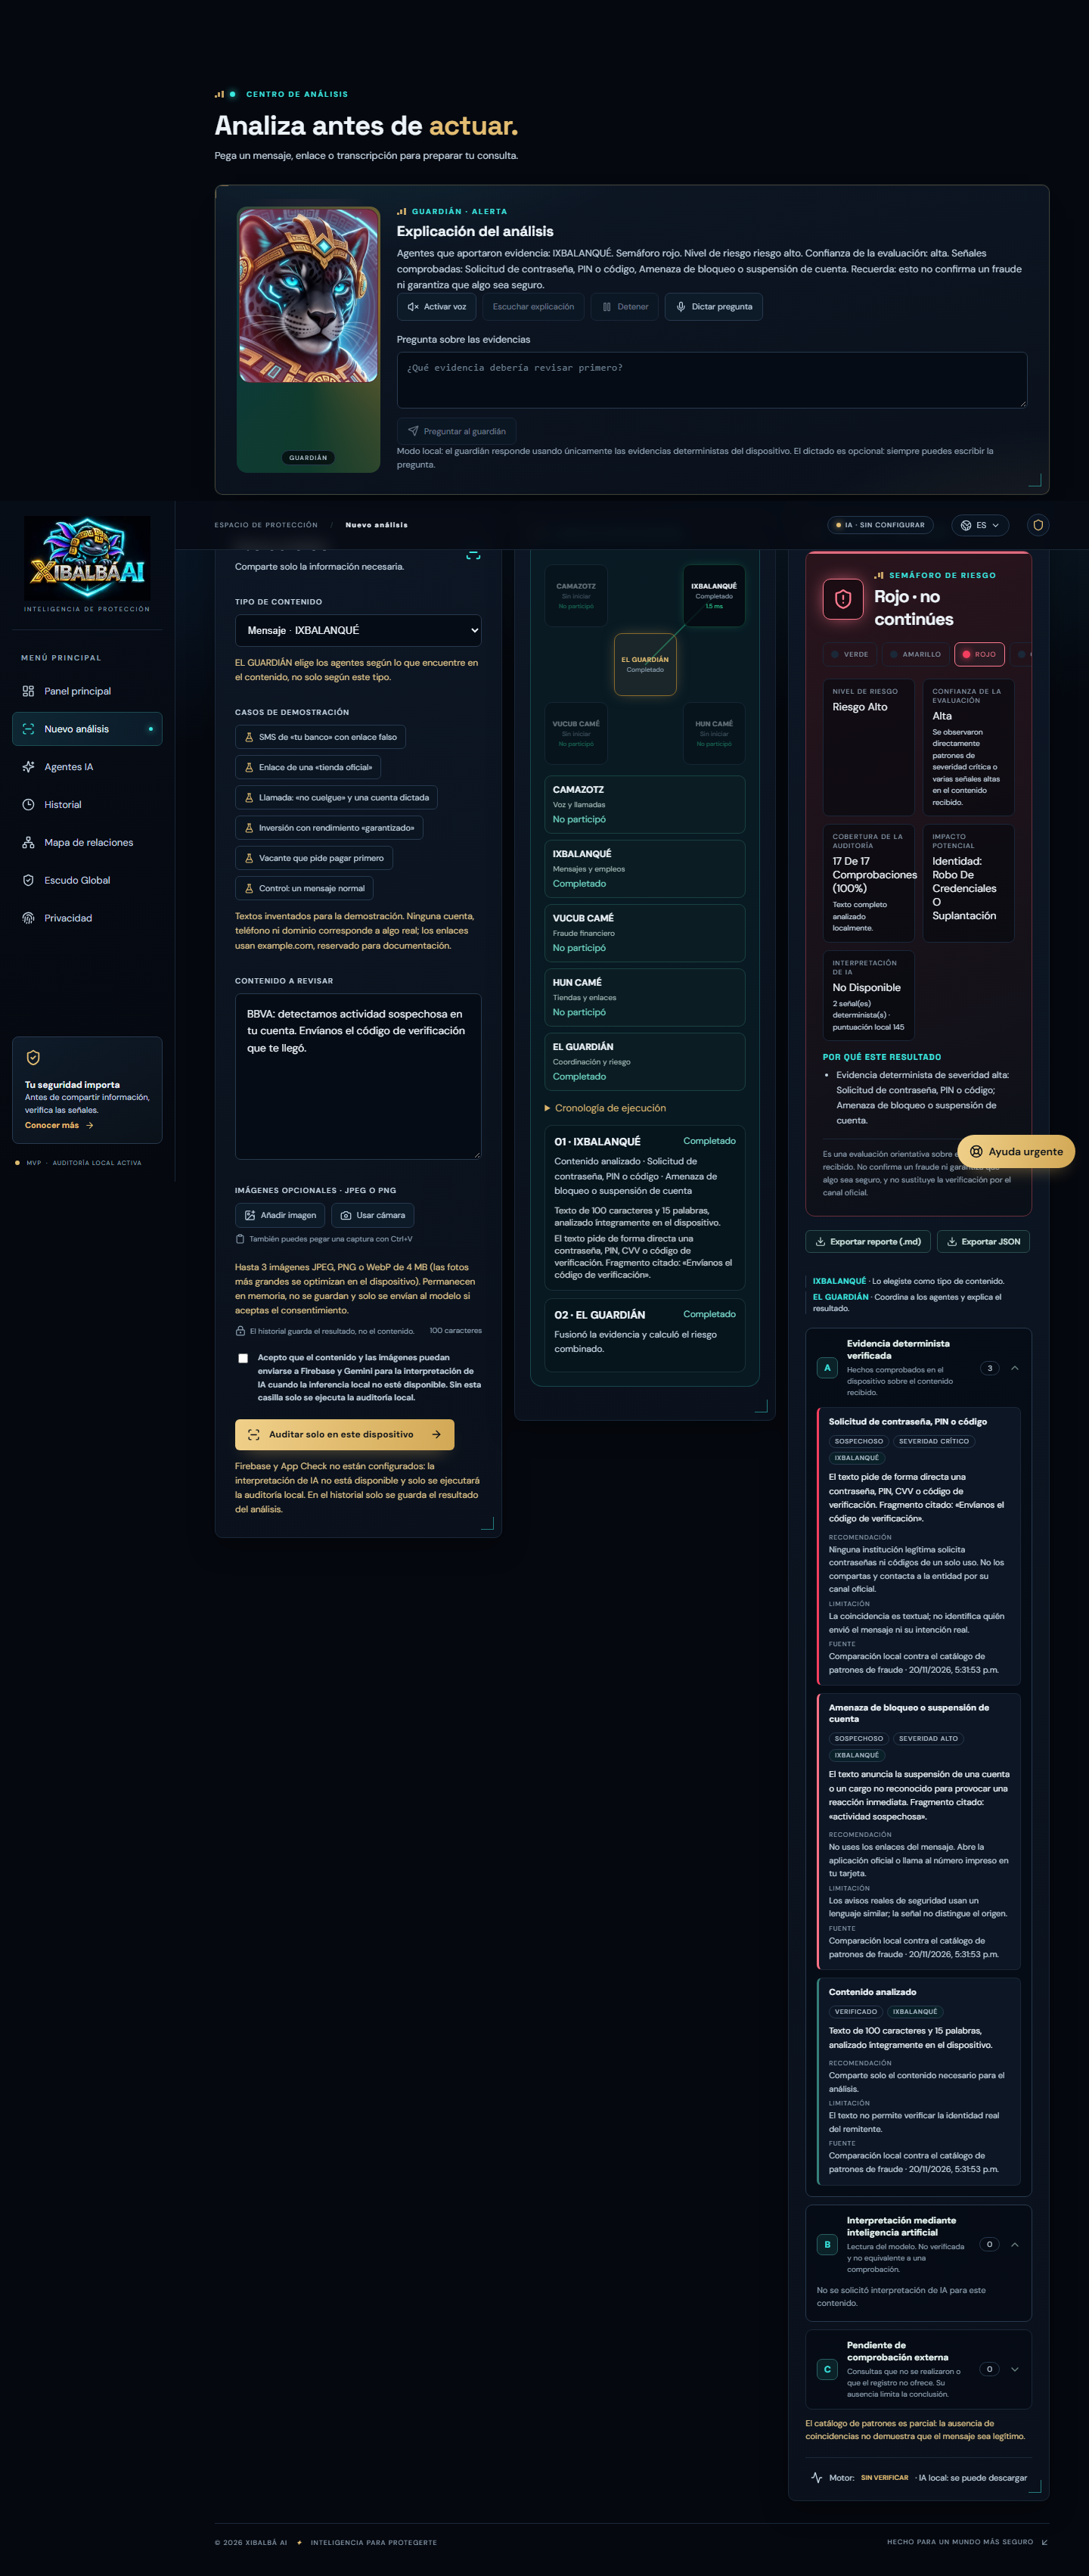 CENTRO DE ANÁLISIS
Analiza antes de actuar.
Pega un mensaje, enlace o transcripción para preparar tu consulta.
GUARDIÁN
GUARDIÁN · ALERTA
Explicación del análisis
Agentes que aportaron evidencia: IXBALANQUÉ. Semáforo rojo. Nivel de riesgo riesgo alto. Confianza de la evaluación: alta. Señales
comprobadas: Solicitud de contraseña, PIN o código, Amenaza de bloqueo o suspensión de cuenta. Recuerda: esto no confirma un fraude
ni garantiza que algo sea seguro.
Activar voz
Escuchar explicación
Detener
Dictar pregunta
Pregunta sobre las evidencias
¿Qué evidencia debería revisar primero?
Preguntar al guardián
Modo local: el guardián responde usando únicamente las evidencias deterministas del dispositivo. El dictado es opcional: siempre puedes escribir la
pregunta.
XIBALBÁ AI
INTELIGENCIA DE PROTECCIÓN
MENÚ PRINCIPAL
Panel principal
Nuevo análisis
Agentes IA
Historial
Mapa de relaciones
Escudo Global
Privacidad
Tu seguridad importa
Antes de compartir información,
verifica las señales.
Conocer más
MVP · AUDITORÍA LOCAL ACTIVA
ESPACIO DE PROTECCIÓN / Nuevo análisis
IA · SIN CONFIGURAR
ES
Comparte solo la información necesaria.
TIPO DE CONTENIDO
Mensaje · IXBALANQUÉ
EL GUARDIÁN elige los agentes según lo que encuentre en
el contenido, no solo según este tipo.
CASOS DE DEMOSTRACIÓN
SMS de «tu banco» con enlace falso
Enlace de una «tienda oficial»
Llamada: «no cuelgue» y una cuenta dictada
Inversión con rendimiento «garantizado»
Vacante que pide pagar primero
Control: un mensaje normal
Textos inventados para la demostración. Ninguna cuenta,
teléfono ni dominio corresponde a algo real; los enlaces
usan example.com, reservado para documentación.
CONTENIDO A REVISAR
BBVA: detectamos actividad sospechosa en
tu cuenta. Envíanos el código de verificación
que te llegó.
IMÁGENES OPCIONALES · JPEG O PNG
Añadir imagen
Usar cámara
También puedes pegar una captura con Ctrl+V
Hasta 3 imágenes JPEG, PNG o WebP de 4 MB (las fotos
más grandes se optimizan en el dispositivo). Permanecen
en memoria, no se guardan y solo se envían al modelo si
aceptas el consentimiento.
El historial guarda el resultado, no el contenido.
100 caracteres
Acepto que el contenido y las imágenes puedan
enviarse a Firebase y Gemini para la interpretación de
IA cuando la inferencia local no esté disponible. Sin esta
casilla solo se ejecuta la auditoría local.
Auditar solo en este dispositivo
Firebase y App Check no están configurados: la
interpretación de IA no está disponible y solo se ejecutará
la auditoría local. En el historial solo se guarda el resultado
del análisis.
CAMAZOTZ
Sin iniciar
No participó
IXBALANQUÉ
Completado
1.5 ms
EL GUARDIÁN
Completado
VUCUB CAMÉ
Sin iniciar
No participó
HUN CAMÉ
Sin iniciar
No participó
CAMAZOTZ
Voz y llamadas
No participó
IXBALANQUÉ
Mensajes y empleos
Completado
VUCUB CAMÉ
Fraude financiero
No participó
HUN CAMÉ
Tiendas y enlaces
No participó
EL GUARDIÁN
Coordinación y riesgo
Completado
Cronología de ejecución
01 · IXBALANQUÉ
Completado
Contenido analizado · Solicitud de
contraseña, PIN o código · Amenaza de
bloqueo o suspensión de cuenta
Texto de 100 caracteres y 15 palabras,
analizado íntegramente en el dispositivo.
El texto pide de forma directa una
contraseña, PIN, CVV o código de
verificación. Fragmento citado: «Envíanos el
código de verificación».
02 · EL GUARDIÁN
Completado
Fusionó la evidencia y calculó el riesgo
combinado.
SEMÁFORO DE RIESGO
Rojo · no
continúes
VERDE
AMARILLO
ROJO
NIVEL DE RIESGO
Riesgo Alto
CONFIANZA DE LA
EVALUACIÓN
Alta
Se observaron
directamente
patrones de
severidad crítica o
varias señales altas
en el contenido
recibido.
COBERTURA DE LA
AUDITORÍA
17 De 17
Comprobaciones
(100%)
Texto completo
analizado
localmente.
IMPACTO
POTENCIAL
Identidad:
Robo De
Credenciales
O
Suplantación
INTERPRETACIÓN
DE IA
No Disponible
2 señal(es)
determinista(s) ·
puntuación local 145
POR QUÉ ESTE RESULTADO
Evidencia determinista de severidad alta:
Solicitud de contraseña, PIN o código;
Amenaza de bloqueo o suspensión de
cuenta.
Es una evaluación orientativa sobre e
recibido. No confirma un fraude ni garan que
algo sea seguro, y no sustituye la verificación por el
canal oficial.
Ayuda urgente
Exportar reporte (.md)
Exportar JSON
IXBALANQUÉ · Lo elegiste como tipo de contenido.
EL GUARDIÁN · Coordina a los agentes y explica el
resultado.
A
Evidencia determinista
verificada
Hechos comprobados en el
dispositivo sobre el contenido
recibido.
3
Solicitud de contraseña, PIN o código
SOSPECHOSO
SEVERIDAD CRÍTICO
IXBALANQUÉ
El texto pide de forma directa una
contraseña, PIN, CVV o código de
verificación. Fragmento citado: «Envíanos el
código de verificación».
RECOMENDACIÓN
Ninguna institución legítima solicita
contraseñas ni códigos de un solo uso. No los
compartas y contacta a la entidad por su
canal oficial.
LIMITACIÓN
La coincidencia es textual; no identifica quién
envió el mensaje ni su intención real.
FUENTE
Comparación local contra el catálogo de
patrones de fraude · 20/11/2026, 5:31:53 p.m.
Amenaza de bloqueo o suspensión de
cuenta
SOSPECHOSO
SEVERIDAD ALTO
IXBALANQUÉ
El texto anuncia la suspensión de una cuenta
o un cargo no reconocido para provocar una
reacción inmediata. Fragmento citado:
«actividad sospechosa».
RECOMENDACIÓN
No uses los enlaces del mensaje. Abre la
aplicación oficial o llama al número impreso en
tu tarjeta.
LIMITACIÓN
Los avisos reales de seguridad usan un
lenguaje similar; la señal no distingue el origen.
FUENTE
Comparación local contra el catálogo de
patrones de fraude · 20/11/2026, 5:31:53 p.m.
Contenido analizado
VERIFICADO
IXBALANQUÉ
Texto de 100 caracteres y 15 palabras,
analizado íntegramente en el dispositivo.
RECOMENDACIÓN
Comparte solo el contenido necesario para el
análisis.
LIMITACIÓN
El texto no permite verificar la identidad real
del remitente.
FUENTE
Comparación local contra el catálogo de
patrones de fraude · 20/11/2026, 5:31:53 p.m.
B
Interpretación mediante
inteligencia artificial
Lectura del modelo. No verificada
y no equivalente a una
comprobación.
0
No se solicitó interpretación de IA para este
contenido.
C
Pendiente de
comprobación externa
Consultas que no se realizaron o
que el registro no ofrece. Su
ausencia limita la conclusión.
0
El catálogo de patrones es parcial: la ausencia de
coincidencias no demuestra que el mensaje sea legítimo.
Motor: SIN VERIFICAR · IA local: se puede descargar
© 2026 XIBALBÁ AI ✦ INTELIGENCIA PARA PROTEGERTE
HECHO PARA UN MUNDO MÁS SEGURO